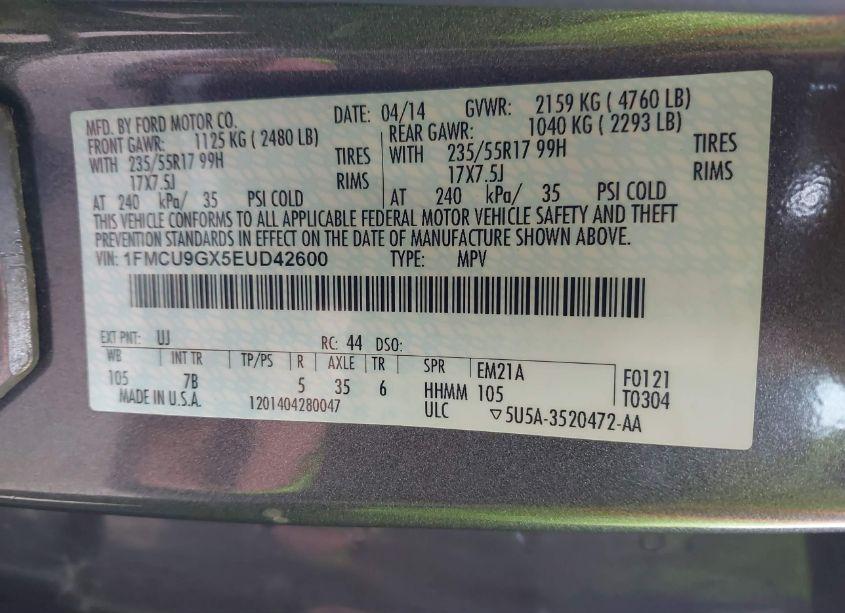 MFD. BY FORD MOTOR CO. DATE: 04/14 GVWR: 2159 KG ( 4760 LB)
FRONT GAWR: 1125 KG ( 2480 LB) REAR GAWR: 1040 KG ( 2293 LB)
WITH 235/55R17 99H TIRES WITH 235/55R17 99H TIRES
17X7.5J RIMS 17X7.5J RIMS
AT 240 kPa/ 35 PSI COLD AT 240 kPa/ 35 PSI COLD
THIS VEHICLE CONFORMS TO ALL APPLICABLE FEDERAL MOTOR VEHICLE SAFETY AND THEFT
PREVENTION STANDARDS IN EFFECT ON THE DATE OF MANUFACTURE SHOWN ABOVE.
VIN: 1FMCU9GX5EUD42600 TYPE: MPV
EXT PNT: UJ RC: 44 DSO:
WB INT TR TP/PS R AXLE TR SPR EM21A
105 7B 5 35 6 HHMM 105 F0121
MADE IN U.S.A. 1201404280047 ULC 5U5A-3520472-AA T0304